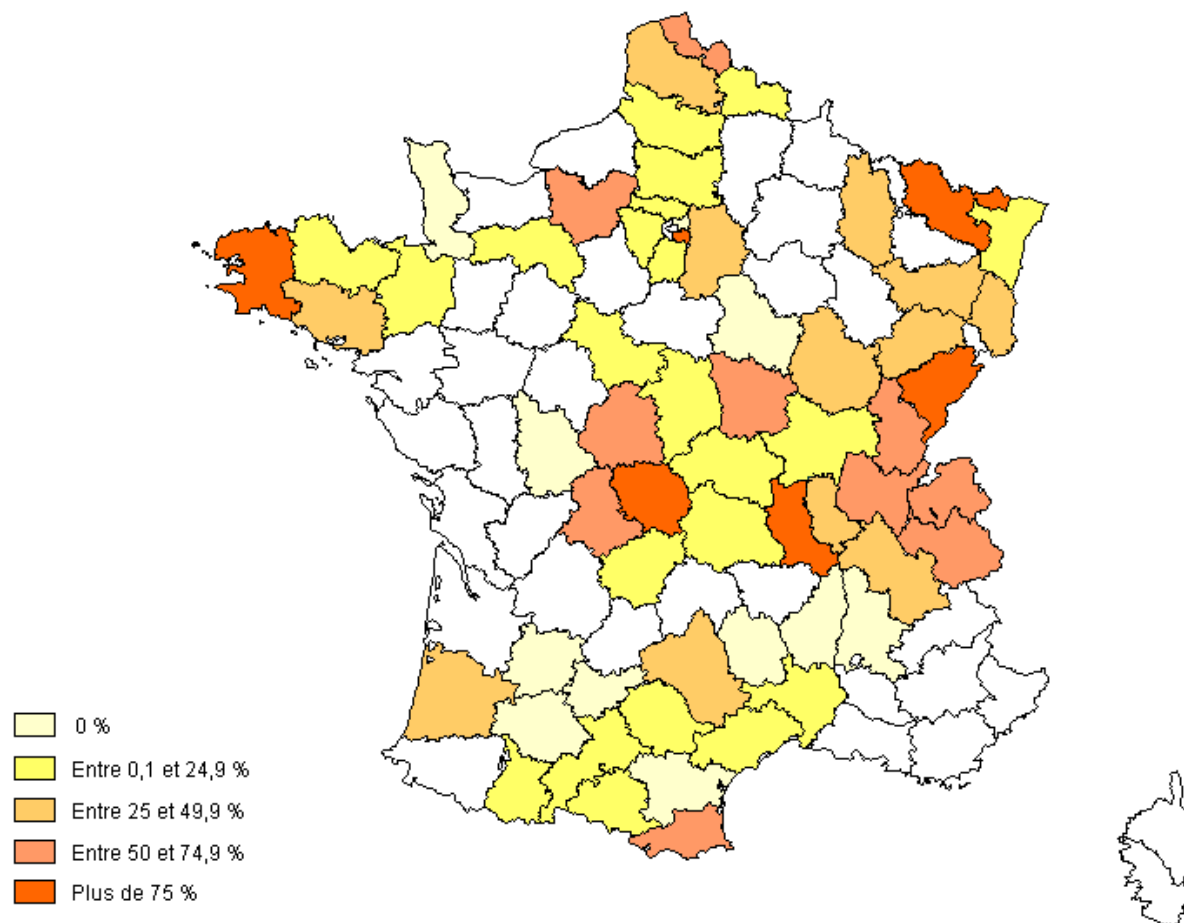 0 %
Entre 0,1 et 24,9 %
Entre 25 et 49,9 %
Entre 50 et 74,9 %
Plus de 75 %